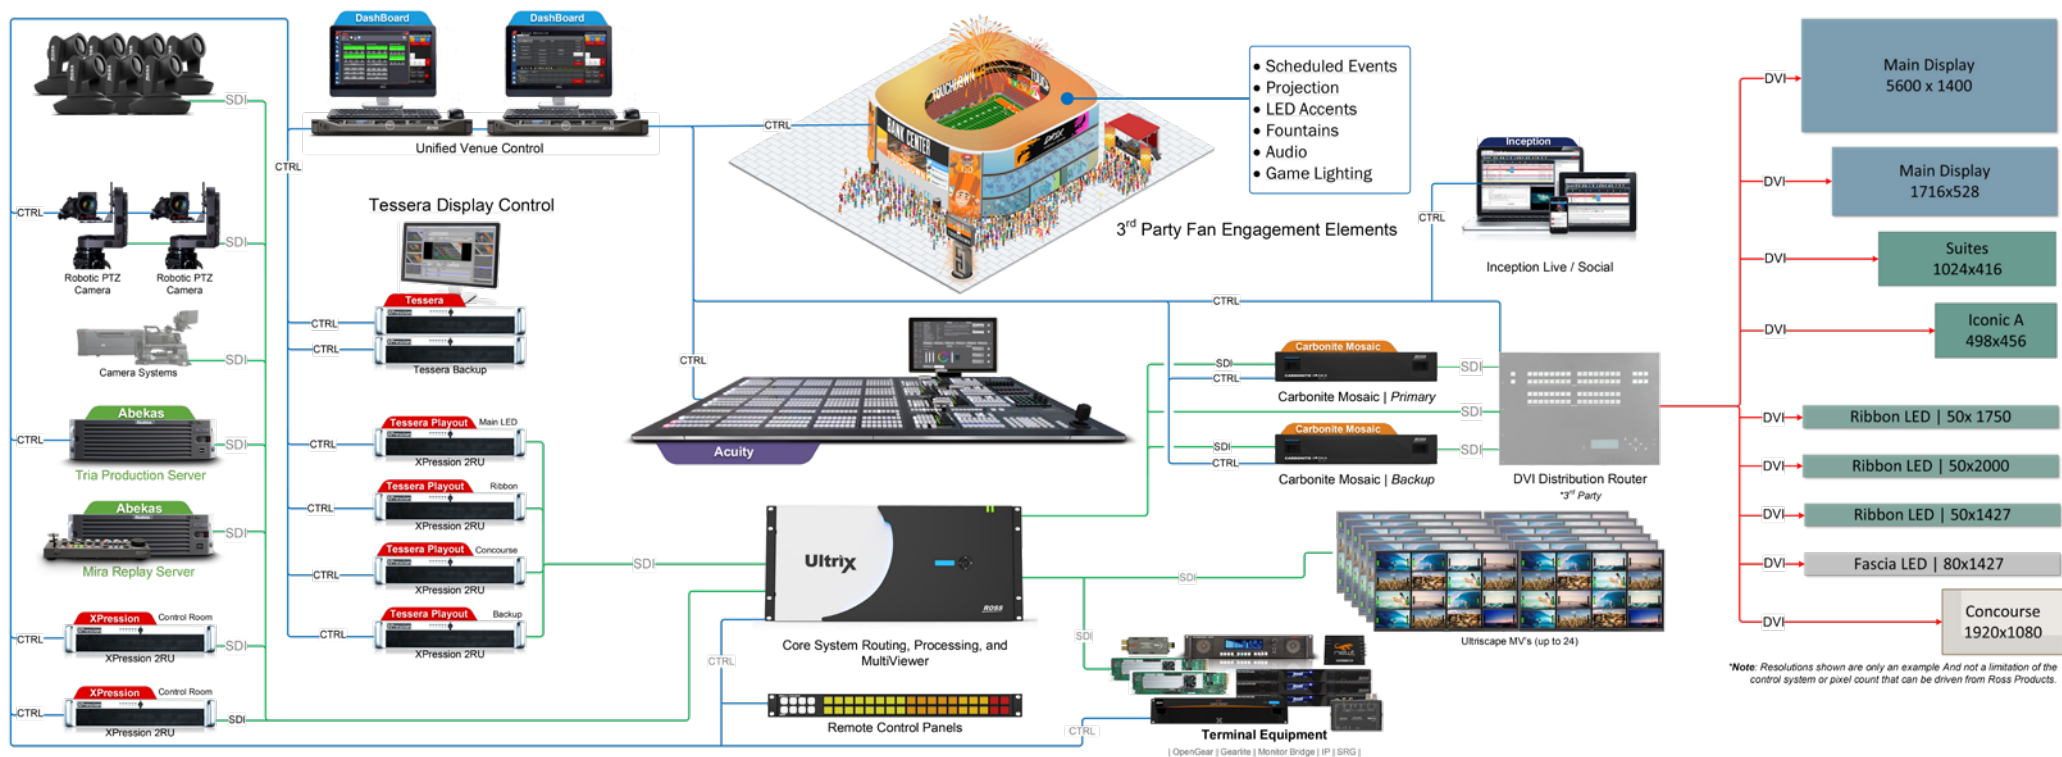 DashBoard
DashBoard
SDI
CTRL
Unified Venue Control
CTRL
TOUCHDOWN
TOUCH
BANK CENTER
• Scheduled Events
• Projection
• LED Accents
• Fountains
• Audio
• Game Lighting
3rd Party Fan Engagement Elements
Inception
CTRL
Inception Live / Social
CTRL
SDI
Robotic PTZ
Camera
Robotic PTZ
Camera
Tessera Display Control
Tessera
CTRL
CTRL
Tessera Backup
SDI
Camera Systems
Abekas
CTRL
SDI
Tria Production Server
Abekas
SDI
Mira Replay Server
XPression
Control Room
CTRL
SDI
XPression 2RU
XPression
Control Room
CTRL
SDI
XPression 2RU
Tessera Playout
Main LED
CTRL
XPression 2RU
Tessera Playout
Ribbon
CTRL
XPression 2RU
Tessera Playout
Concourse
CTRL
XPression 2RU
Tessera Playout
Backup
CTRL
XPression 2RU
SDI
CTRL
Acuity
CTRL
Carbonite Mosaic
SDI
CTRL
SDI
Carbonite Mosaic | Primary
SDI
Carbonite Mosaic
SDI
CTRL
SDI
Carbonite Mosaic | Backup
DVI Distribution Router
*3rd Party
Ultrix
ROSS
Core System Routing, Processing, and
MultiViewer
CTRL
Remote Control Panels
SDI
SDI
Ultriscape MV's (up to 24)
newt
CTRL
Terminal Equipment
| OpenGear | Gearlite | Monitor Bridge | IP | SRG |
DVI
Main Display
5600 x 1400
DVI
Main Display
1716x528
DVI
Suites
1024x416
DVI
Iconic A
498x456
DVI
Ribbon LED | 50x 1750
DVI
Ribbon LED | 50x2000
DVI
Ribbon LED | 50x1427
DVI
Fascia LED | 80x1427
DVI
Concourse
1920x1080
*Note: Resolutions shown are only an example And not a limitation of the
control system or pixel count that can be driven from Ross Products.